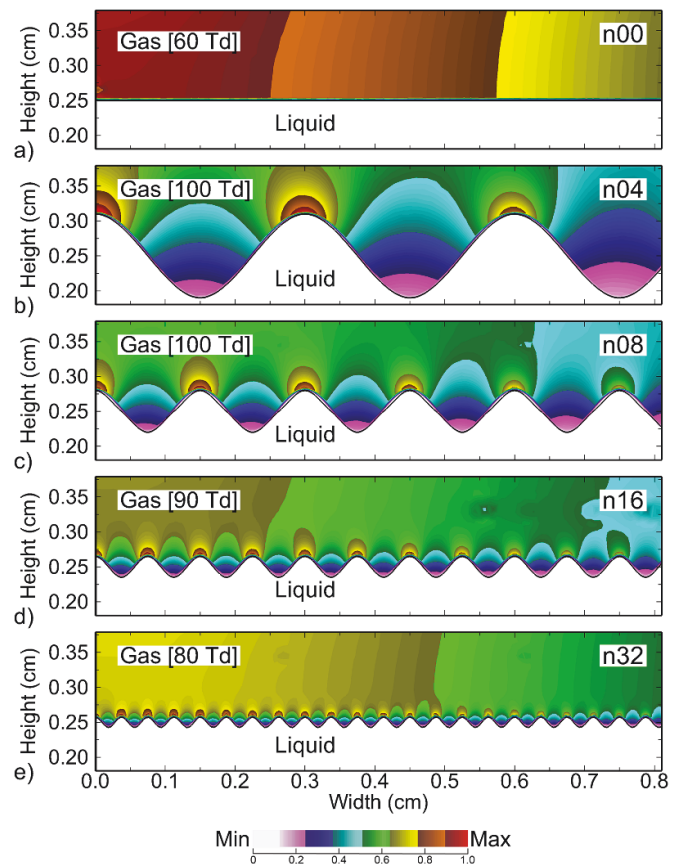 0.35
Gas [60 Td]
n00
0.30
Height (cm)
0.25
0.20
Liquid
a)
0.35
Gas [100 Td]
n04
0.30
Height (cm)
0.25
0.20
Liquid
b)
0.35
Gas [100 Td]
n08
0.30
Height (cm)
0.25
0.20
Liquid
c)
0.35
Gas [90 Td]
n16
0.30
Height (cm)
0.25
0.20
Liquid
d)
0.35
Gas [80 Td]
n32
0.30
Height (cm)
0.25
0.20
Liquid
e)
0.0 0.1 0.2 0.3 0.4 0.5 0.6 0.7 0.8
Width (cm)
Min Max
0 0.2 0.4 0.6 0.8 1.0